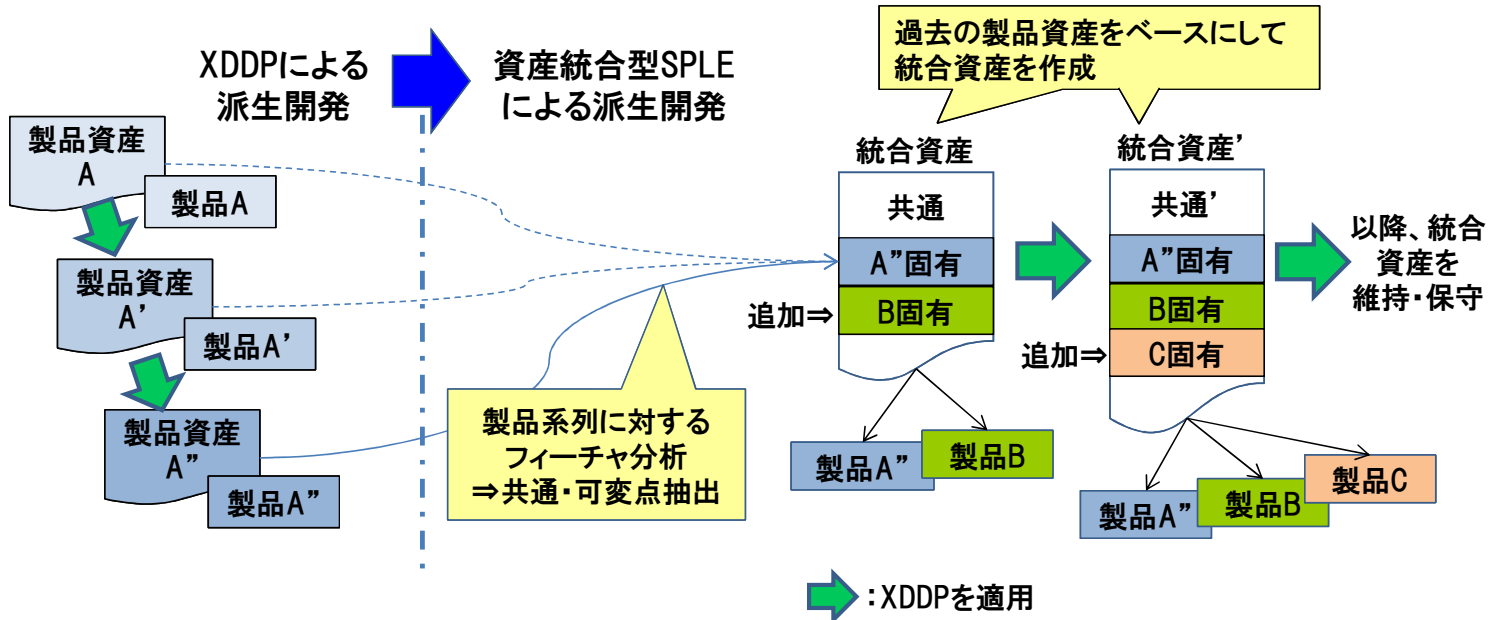 XDDPによる
派生開発
資産統合型SPLE
による派生開発
過去の製品資産をベースにして
統合資産を作成
製品資産
A
製品A
製品資産
A’
製品A’
製品資産
A”
製品A”
製品系列に対する
フィーチャ分析
⇒共通・可変点抽出
統合資産
共通
A”固有
追加⇒
B固有
製品A”
製品B
統合資産’
共通’
A”固有
B固有
追加⇒
C固有
製品A”
製品B
製品C
以降、統合
資産を
維持・保守
：XDDPを適用